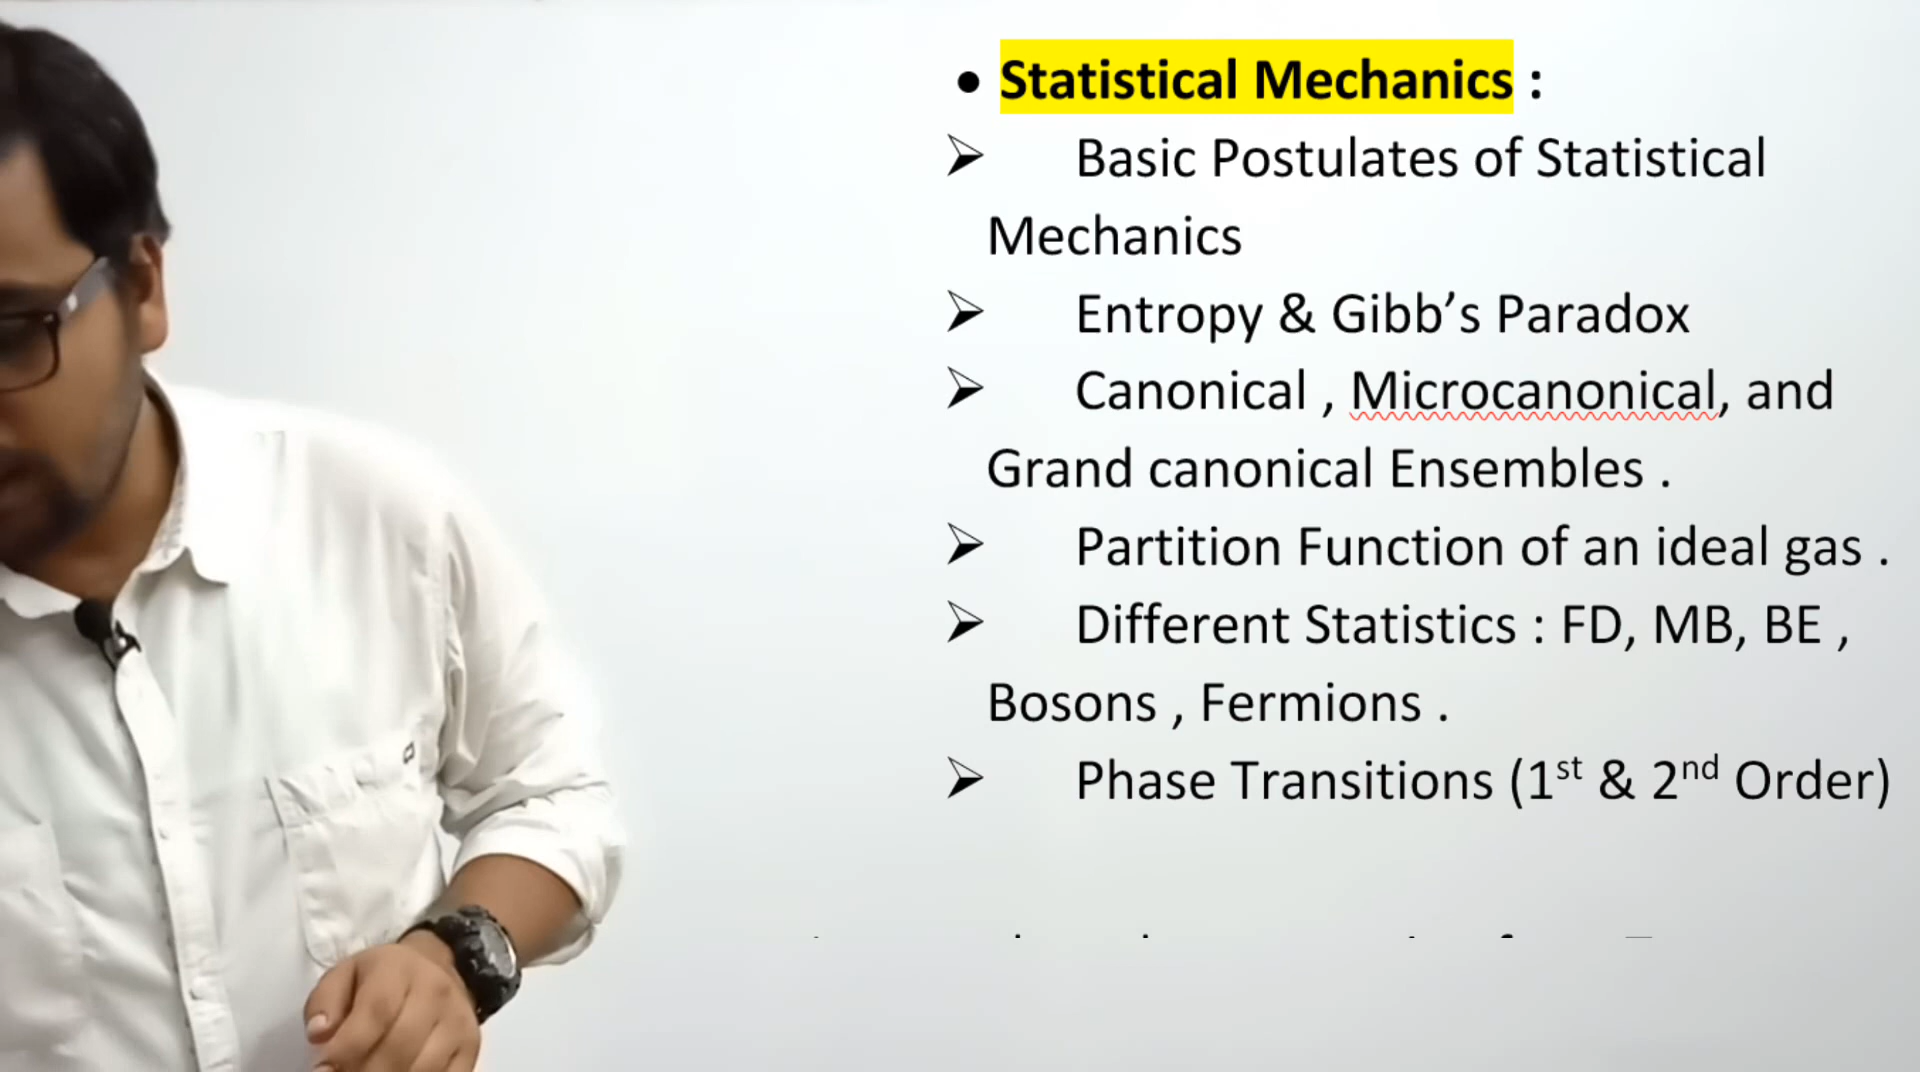 • Statistical Mechanics :
➢ Basic Postulates of Statistical
Mechanics
➢ Entropy & Gibb’s Paradox
➢ Canonical , Microcanonical, and
Grand canonical Ensembles .
➢ Partition Function of an ideal gas .
➢ Different Statistics : FD, MB, BE ,
Bosons , Fermions .
➢ Phase Transitions (1st & 2nd Order)